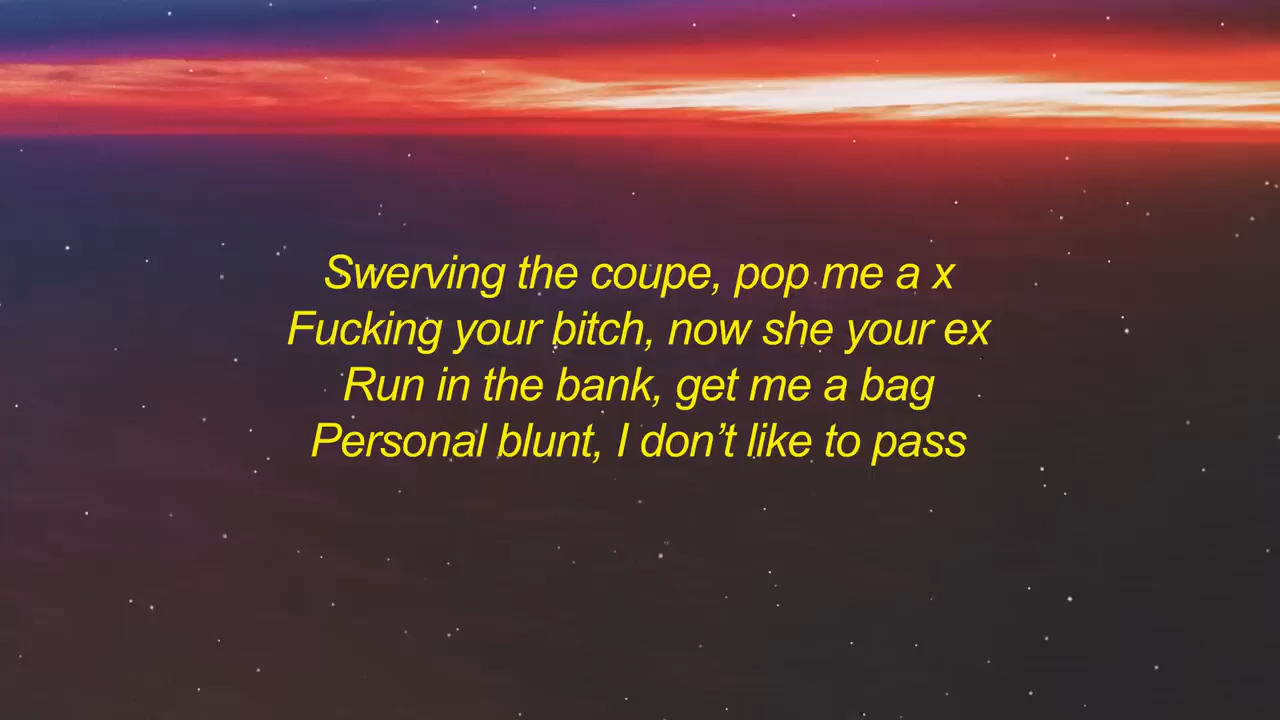 Swerving the coupe, pop me a x
Fucking your bitch, now she your ex
Run in the bank, get me a bag
Personal blunt, I don’t like to pass